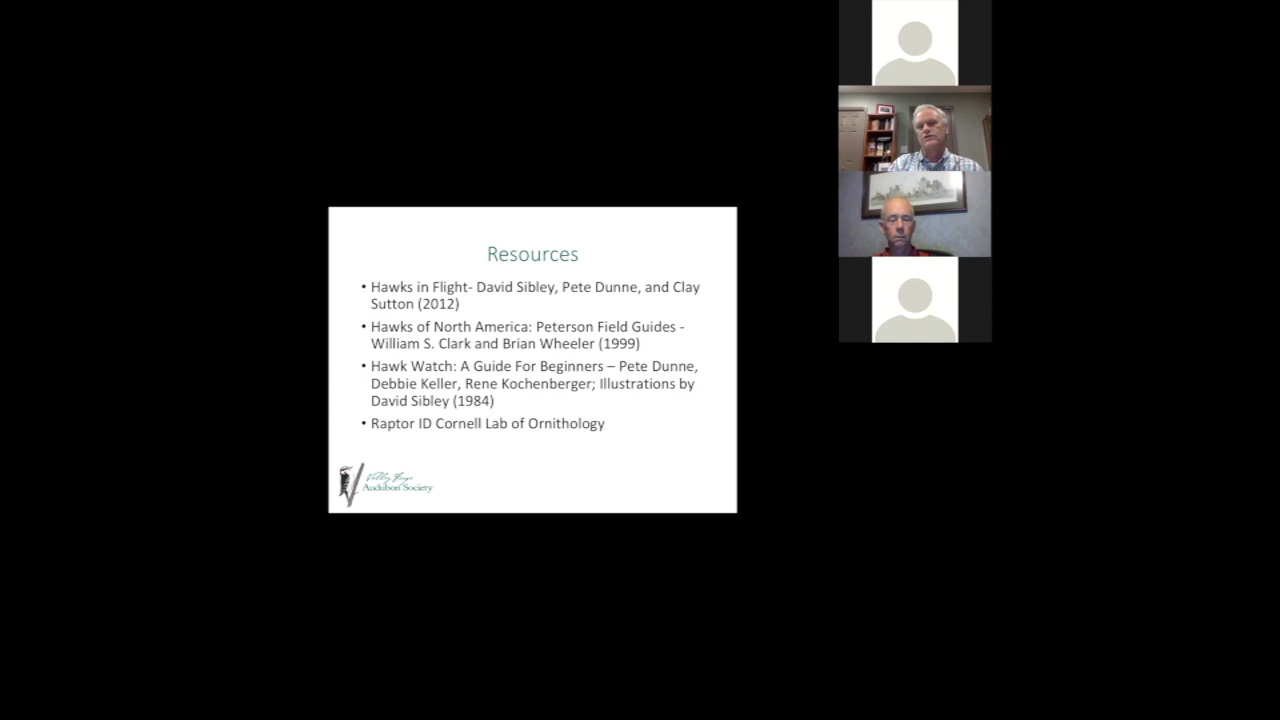 Resources
• Hawks in Flight- David Sibley, Pete Dunne, and Clay
Sutton (2012)
• Hawks of North America: Peterson Field Guides -
William S. Clark and Brian Wheeler (1999)
• Hawk Watch: A Guide For Beginners – Pete Dunne,
Debbie Keller, Rene Kochenberger; Illustrations by
David Sibley (1984)
• Raptor ID Cornell Lab of Ornithology
Valley Forge
Audubon Society